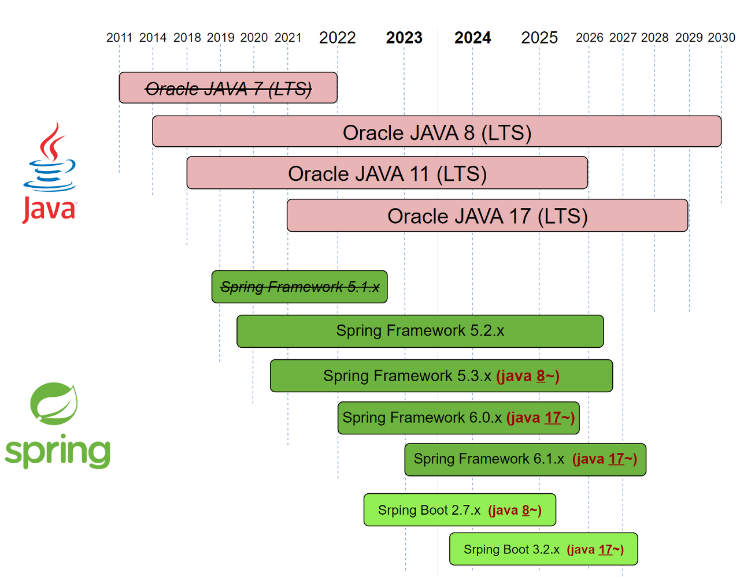 2011 2014 2018 2019 2020 2021 2022 2023 2024 2025 2026 2027 2028 2029 2030
Oracle JAVA 7 (LTS)
Oracle JAVA 8 (LTS)
Oracle JAVA 11 (LTS)
Oracle JAVA 17 (LTS)
Java
Spring Framework 5.1.x
Spring Framework 5.2.x
Spring Framework 5.3.x (java 8~)
Spring Framework 6.0.x (java 17~)
Spring Framework 6.1.x (java 17~)
spring
Srping Boot 2.7.x (java 8~)
Srping Boot 3.2.x (java 17~)